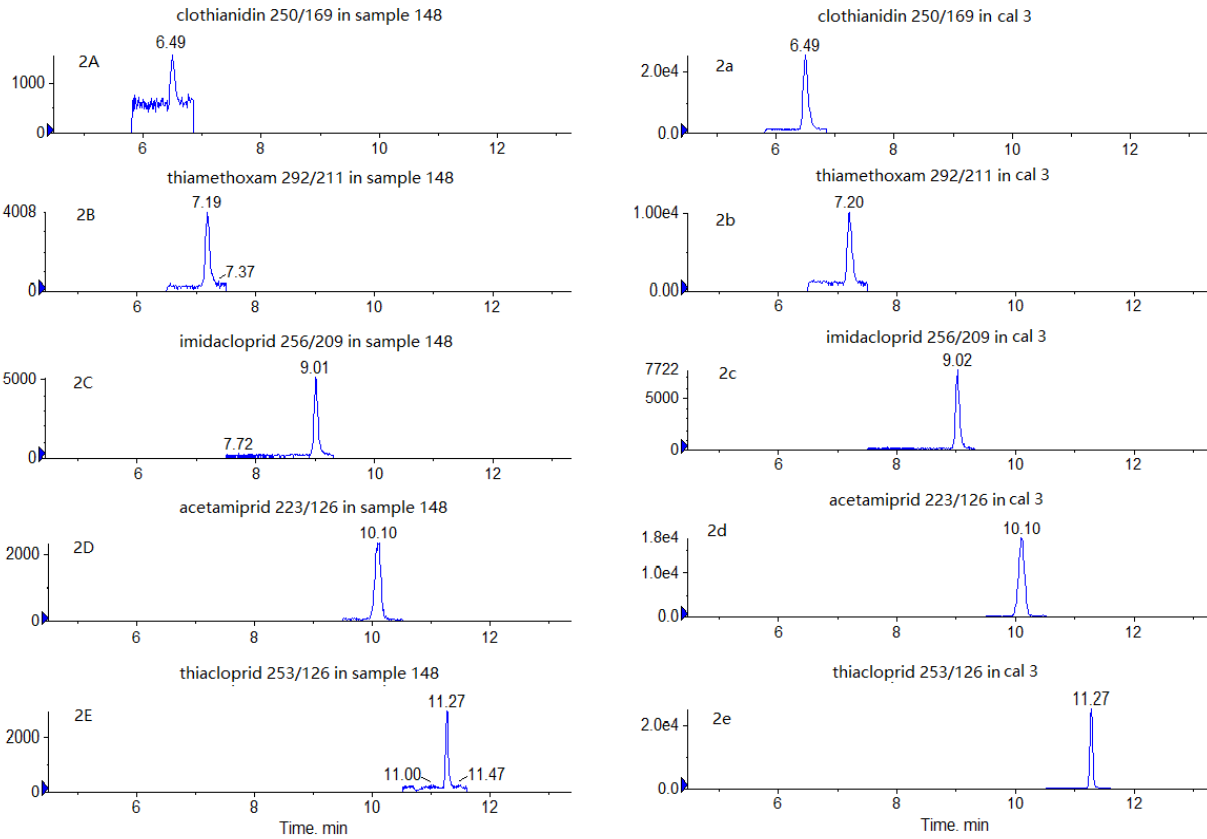 clothianidin 250/169 in sample 148
6.49
2A
1000
0
6 8 10 12
thiamethoxam 292/211 in sample 148
4008
7.19
2B
2000
7.37
0
6 8 10 12
imidacloprid 256/209 in sample 148
5000
9.01
2C
7.72
0
6 8 10 12
acetamiprid 223/126 in sample 148
10.10
2D
2000
0
6 8 10 12
thiacloprid 253/126 in sample 148
11.27
2E
2000
11.00
11.47
0
6 8 10 12
Time, min
clothianidin 250/169 in cal 3
6.49
2a
2.0e4
0.0
6 8 10 12
thiamethoxam 292/211 in cal 3
1.00e4
7.20
2b
0.00
6 8 10 12
imidacloprid 256/209 in cal 3
7722
9.02
2c
5000
0
6 8 10 12
acetamiprid 223/126 in cal 3
1.8e4
10.10
2d
1.0e4
0.0
6 8 10 12
thiacloprid 253/126 in cal 3
11.27
2e
2.0e4
0.0
6 8 10 12
Time, min